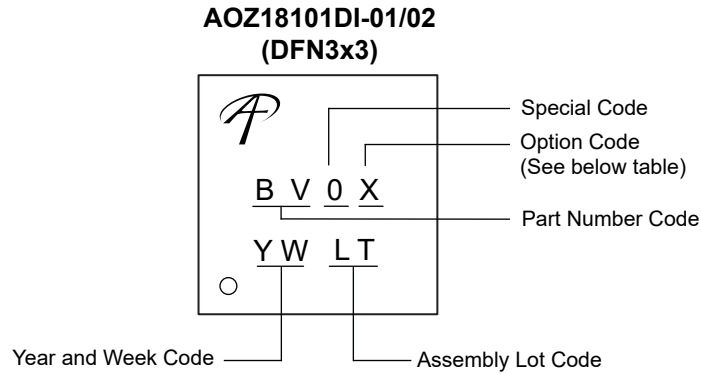 AOZ18101DI-01/02
(DFN3x3)
Special Code
Option Code
(See below table)
B V 0 X
Part Number Code
Y W L T
Year and Week Code
Assembly Lot Code